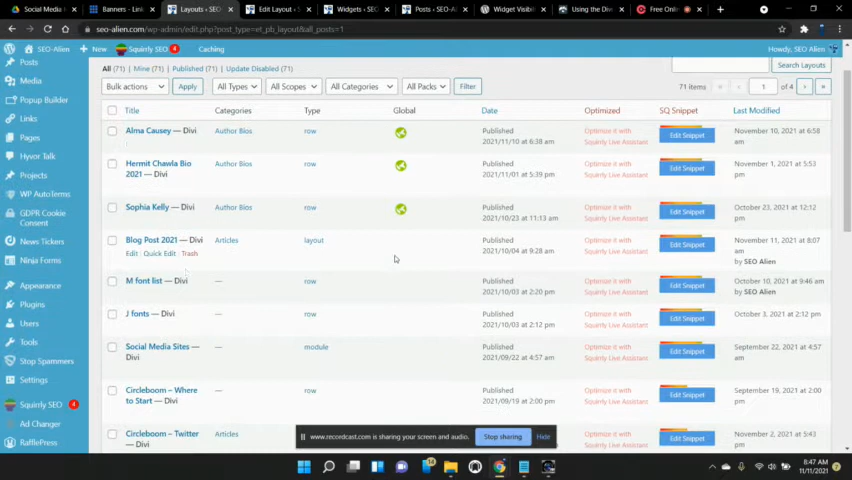 Social Media
Banners - Link
Layouts ‹ SEO-
Edit Layout
Widgets ‹ SEO
Posts ‹ SEO-Al
Widget Visibili
Using the Divi
Free Onli
seo-alien.com/wp-admin/edit.php?post_type=et_pb_layout&all_posts=1
SEO-Alien
New
Squirrly SEO 4
Caching
Howdy, SEO Alien
Posts
Media
Popup Builder
Links
Pages
Hyvor Talk
Projects
WP AutoTerms
GDPR Cookie
Consent
News Tickers
Ninja Forms
Appearance
Plugins
Users
Tools
Stop Spammers
Settings
Squirrly SEO 4
Ad Changer
RafflePress
All (71) | Mine (71) | Published (71) | Update Disabled (71)
Search Layouts
Bulk actions Apply All Types All Scopes All Categories All Packs Filter
71 items « ‹ 1 of 4 › »
Title Categories Type Global Date Optimized SQ Snippet Last Modified
Alma Causey — Divi Author Bios row Published Optimize it with Edit Snippet November 10, 2021 at 6:58
2021/11/10 at 6:38 am Squirrly Live Assistant am
Hermit Chawla Bio Author Bios row Published Optimize it with Edit Snippet November 1, 2021 at 5:53
2021 — Divi 2021/11/01 at 5:39 pm Squirrly Live Assistant pm
Sophia Kelly — Divi Author Bios row Published Optimize it with Edit Snippet October 23, 2021 at 12:12
2021/10/23 at 11:13 am Squirrly Live Assistant pm
Blog Post 2021 — Divi Articles layout Published Optimize it with Edit Snippet November 11, 2021 at 8:07
Edit | Quick Edit | Trash 2021/10/04 at 9:28 am Squirrly Live Assistant am
by SEO Alien
M font list — Divi — row Published Optimize it with Edit Snippet October 10, 2021 at 9:46 am
2021/10/03 at 2:20 pm Squirrly Live Assistant by SEO Alien
J fonts — Divi — row Published Optimize it with Edit Snippet October 3, 2021 at 2:12 pm
2021/10/03 at 2:12 pm Squirrly Live Assistant
Social Media Sites — module Published Optimize it with Edit Snippet September 22, 2021 at 4:57
Divi 2021/09/22 at 4:57 am Squirrly Live Assistant am
Circleboom – Where — row Published Optimize it with Edit Snippet September 19, 2021 at 2:00
to Start — Divi 2021/09/19 at 2:00 pm Squirrly Live Assistant pm
Circleboom – Twitter Articles Optimize it with Edit Snippet November 2, 2021 at 5:43
— Divi Squirrly Live Assistant pm
www.recordcast.com is sharing your screen and audio. Stop sharing Hide
8:47 AM
11/11/2021